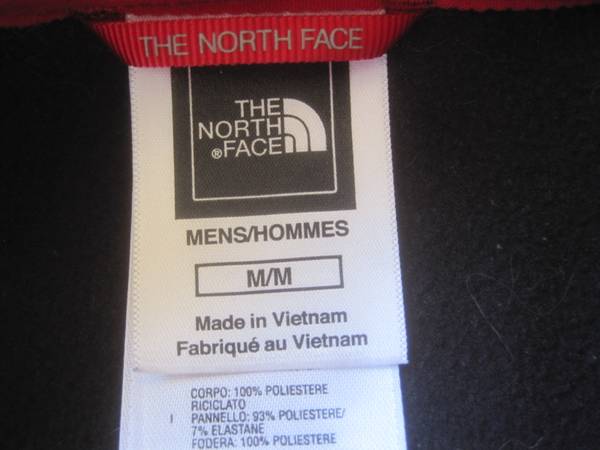 THE NORTH FACE
THE
NORTH
®FACE
MENS/HOMMES
M/M
Made in Vietnam
Fabriqué au Vietnam
CORPO: 100% POLIESTERE
RICICLATO
I PANNELLO: 93% POLIESTERE/
7% ELASTANE
FODERA: 100% POLIESTERE